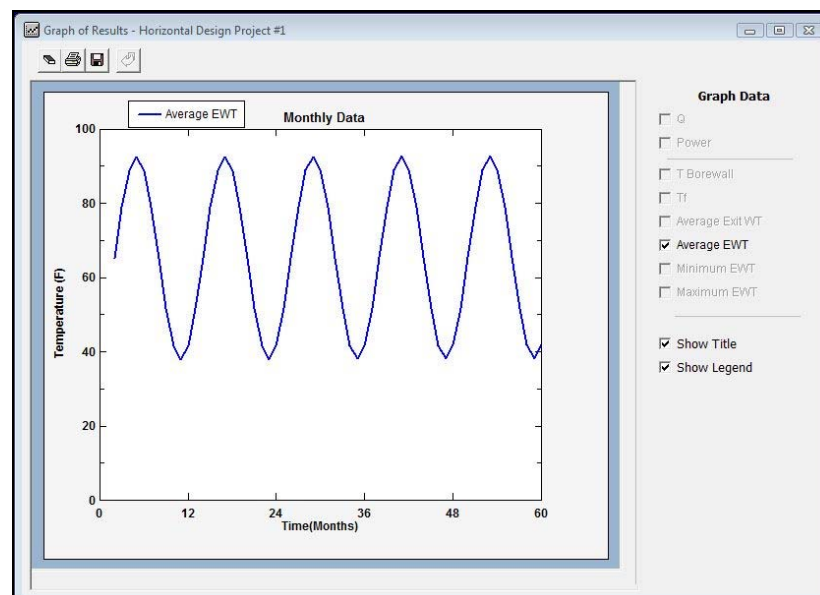 Graph of Results - Horizontal Design Project #1
Average EWT
Monthly Data
100
80
60
40
20
0
Temperature (F)
0 12 24 36 48 60
Time(Months)
Graph Data
Q
Power
T Borewall
Tf
Average Exit WT
Average EWT
Minimum EWT
Maximum EWT
Show Title
Show Legend